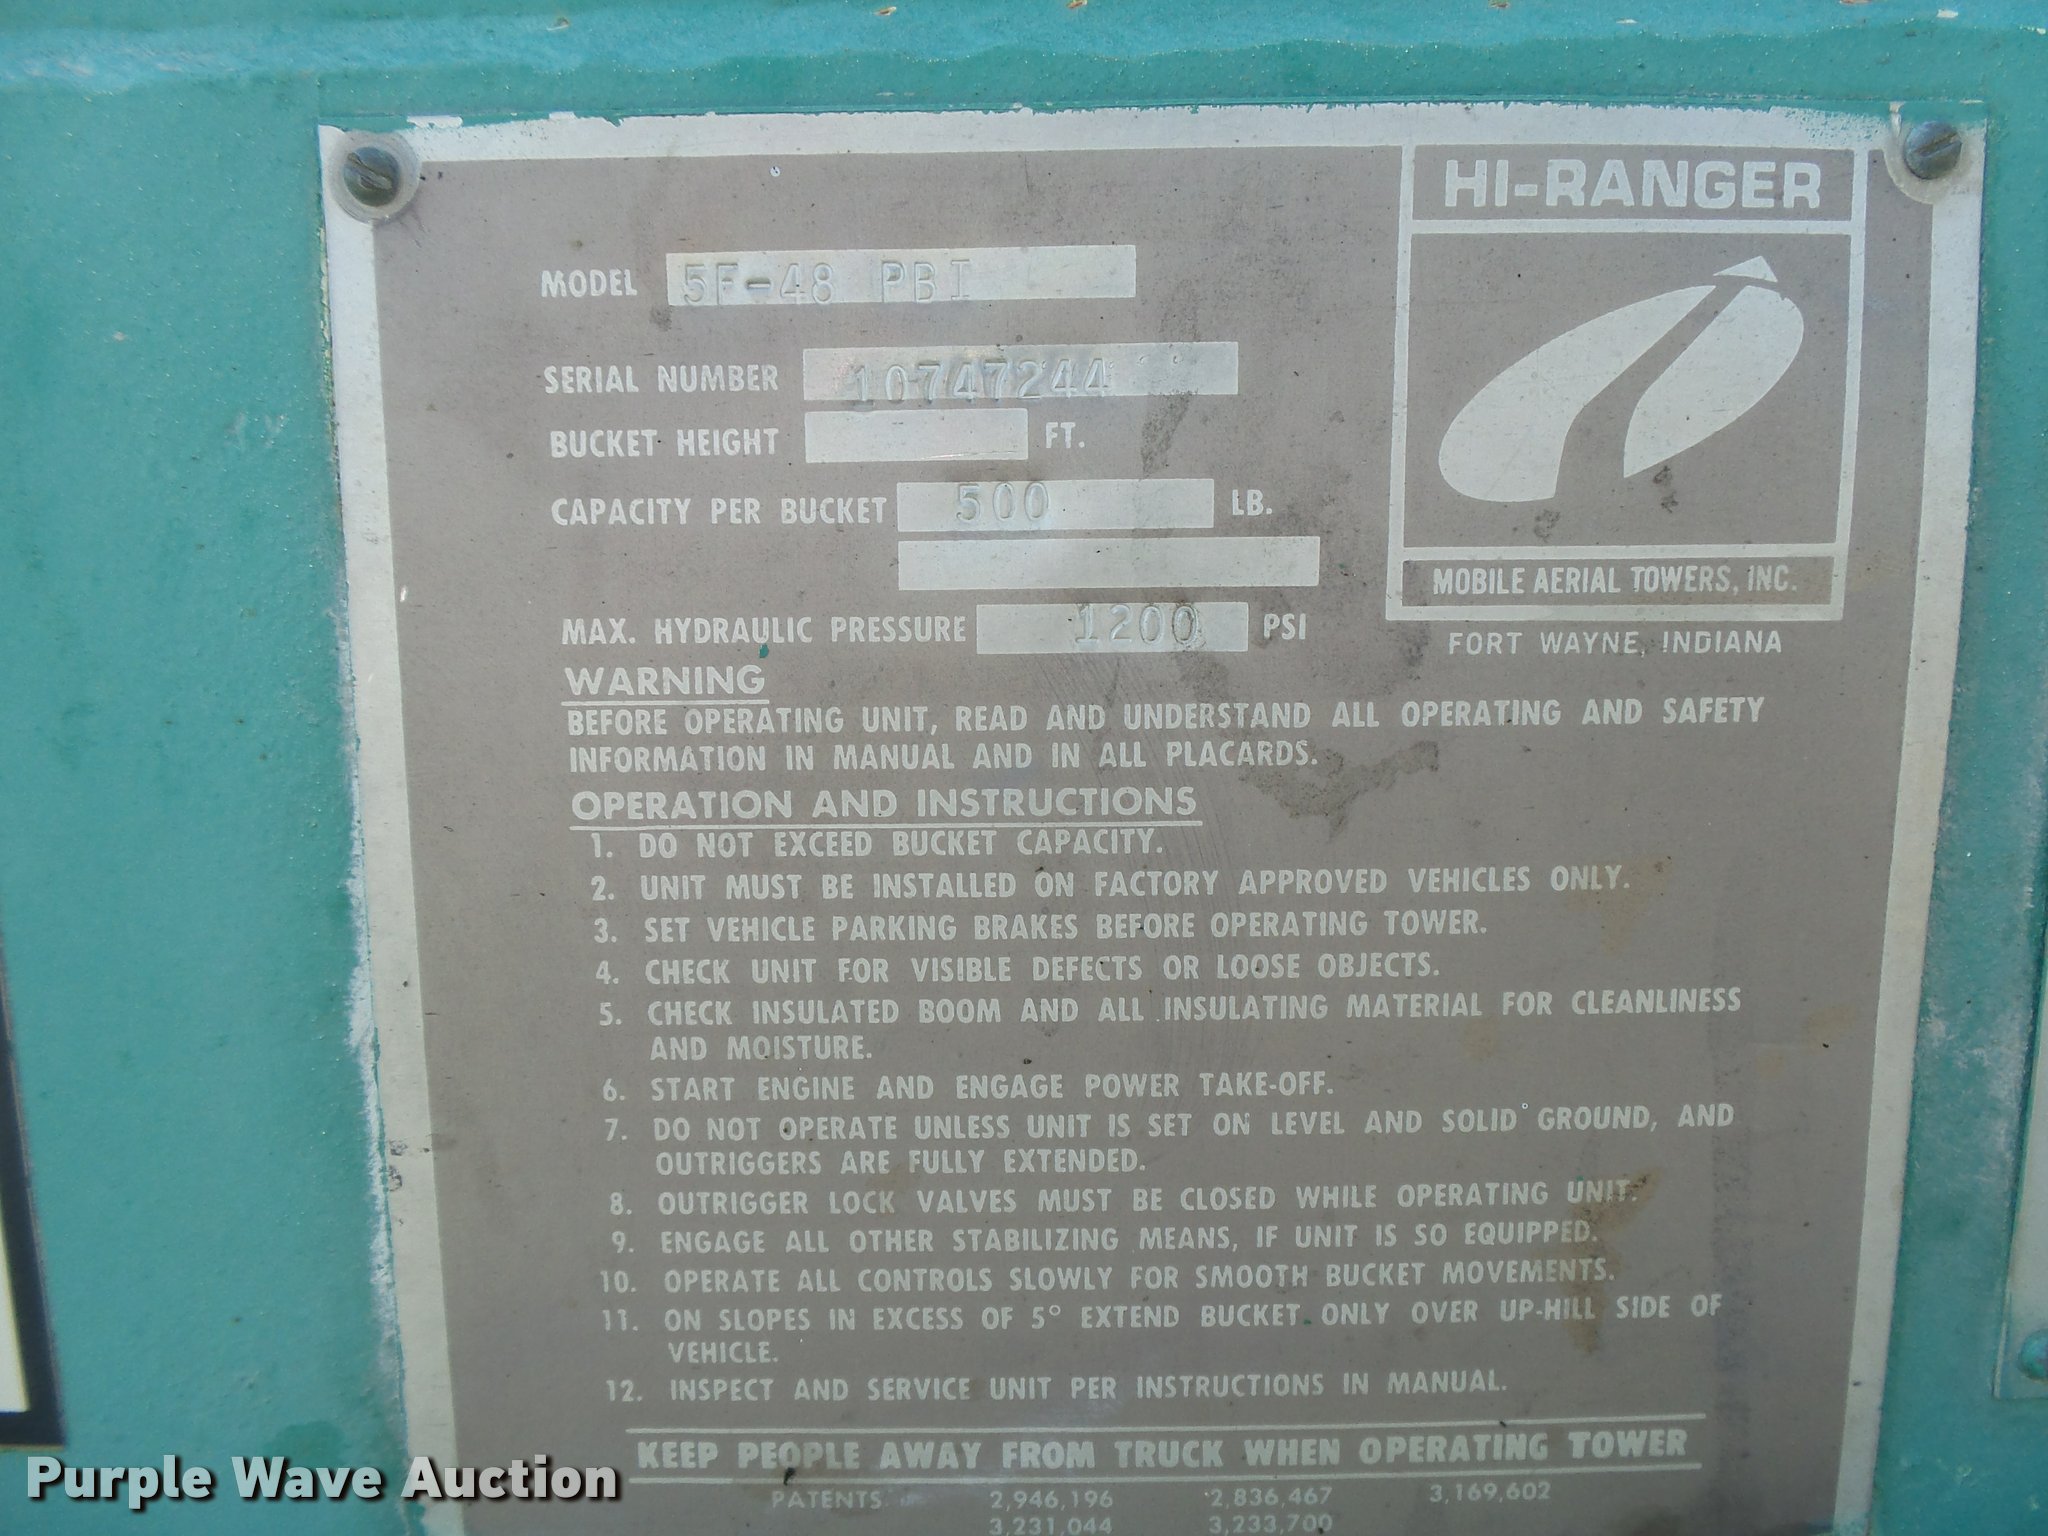 HI-RANGER
MODEL 5F-48 PBI
SERIAL NUMBER 10747244
BUCKET HEIGHT FT.
CAPACITY PER BUCKET 500 LB.
MOBILE AERIAL TOWERS, INC.
MAX. HYDRAULIC PRESSURE 1200 PSI
FORT WAYNE, INDIANA
WARNING
BEFORE OPERATING UNIT, READ AND UNDERSTAND ALL OPERATING AND SAFETY
INFORMATION IN MANUAL AND IN ALL PLACARDS.
OPERATION AND INSTRUCTIONS
1. DO NOT EXCEED BUCKET CAPACITY.
2. UNIT MUST BE INSTALLED ON FACTORY APPROVED VEHICLES ONLY.
3. SET VEHICLE PARKING BRAKES BEFORE OPERATING TOWER.
4. CHECK UNIT FOR VISIBLE DEFECTS OR LOOSE OBJECTS.
5. CHECK INSULATED BOOM AND ALL INSULATING MATERIAL FOR CLEANLINESS
AND MOISTURE.
6. START ENGINE AND ENGAGE POWER TAKE-OFF.
7. DO NOT OPERATE UNLESS UNIT IS SET ON LEVEL AND SOLID GROUND, AND
OUTRIGGERS ARE FULLY EXTENDED.
8. OUTRIGGER LOCK VALVES MUST BE CLOSED WHILE OPERATING UNIT.
9. ENGAGE ALL OTHER STABILIZING MEANS, IF UNIT IS SO EQUIPPED.
10. OPERATE ALL CONTROLS SLOWLY FOR SMOOTH BUCKET MOVEMENTS.
11. ON SLOPES IN EXCESS OF 5° EXTEND BUCKET ONLY OVER UP-HILL SIDE OF
VEHICLE.
12. INSPECT AND SERVICE UNIT PER INSTRUCTIONS IN MANUAL.
KEEP PEOPLE AWAY FROM TRUCK WHEN OPERATING TOWER
PATENTS 2,946,196 2,836,467 3,169,602
3,231,044 3,233,700
Purple Wave Auction